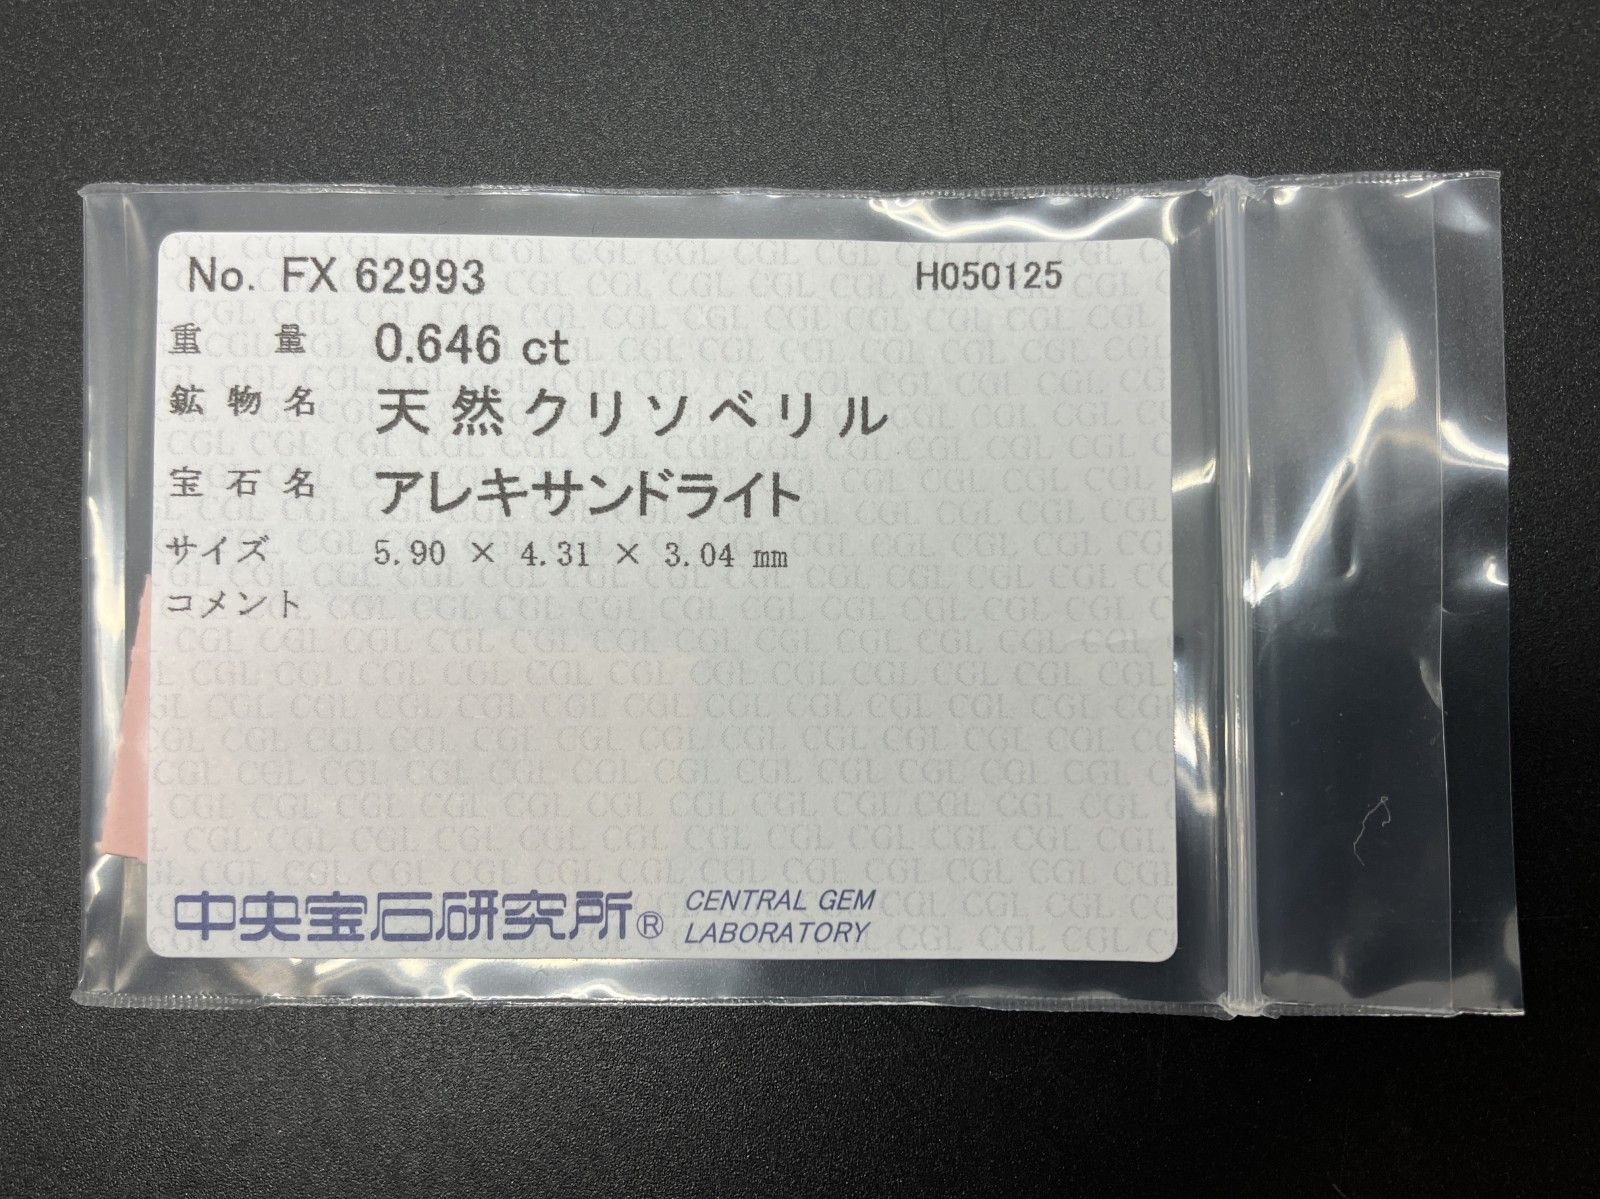 No. FX 62993 H050125
重量 0.646 ct
鉱物名 天然クリソベリル
宝石名 アレキサンドライト
サイズ 5.90 × 4.31 × 3.04 mm
コメント
中央宝石研究所® CENTRAL GEM
LABORATORY